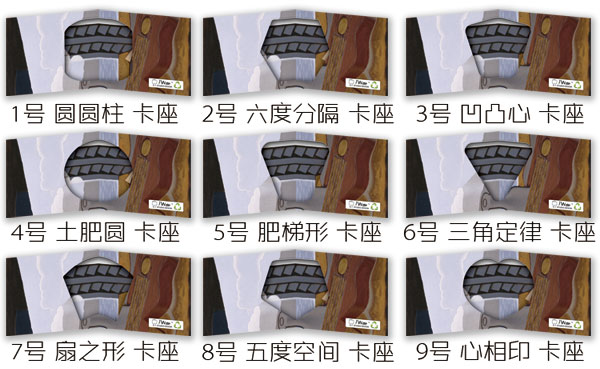 1号 圆圆柱 卡座
2号 六度分隔 卡座
3号 凹凸心 卡座
4号 土肥圆 卡座
5号 肥梯形 卡座
6号 三角定律 卡座
7号 扇之形 卡座
8号 五度空间 卡座
9号 心相印 卡座